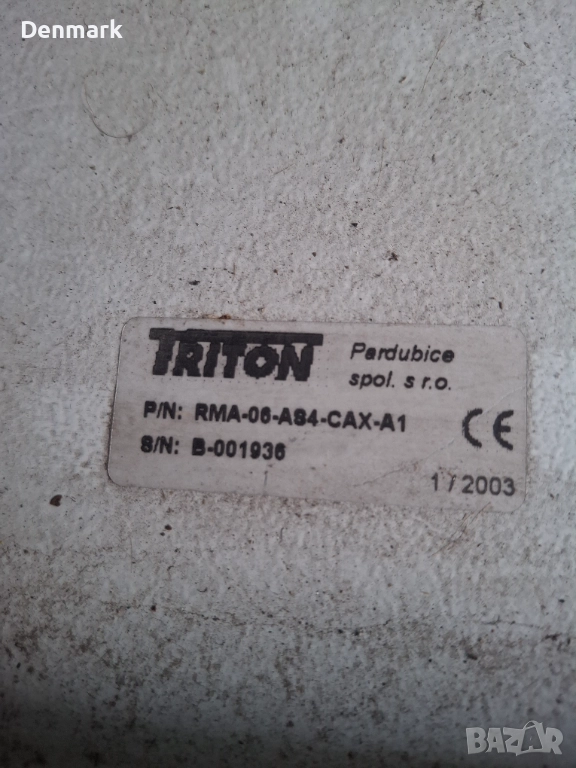 Denmark
TRITON
Pardubice
spol. s r.o.
P/N: RMA-06-AS4-CAX-A1
S/N: B-001936
CE
1 / 2003
BAZAR